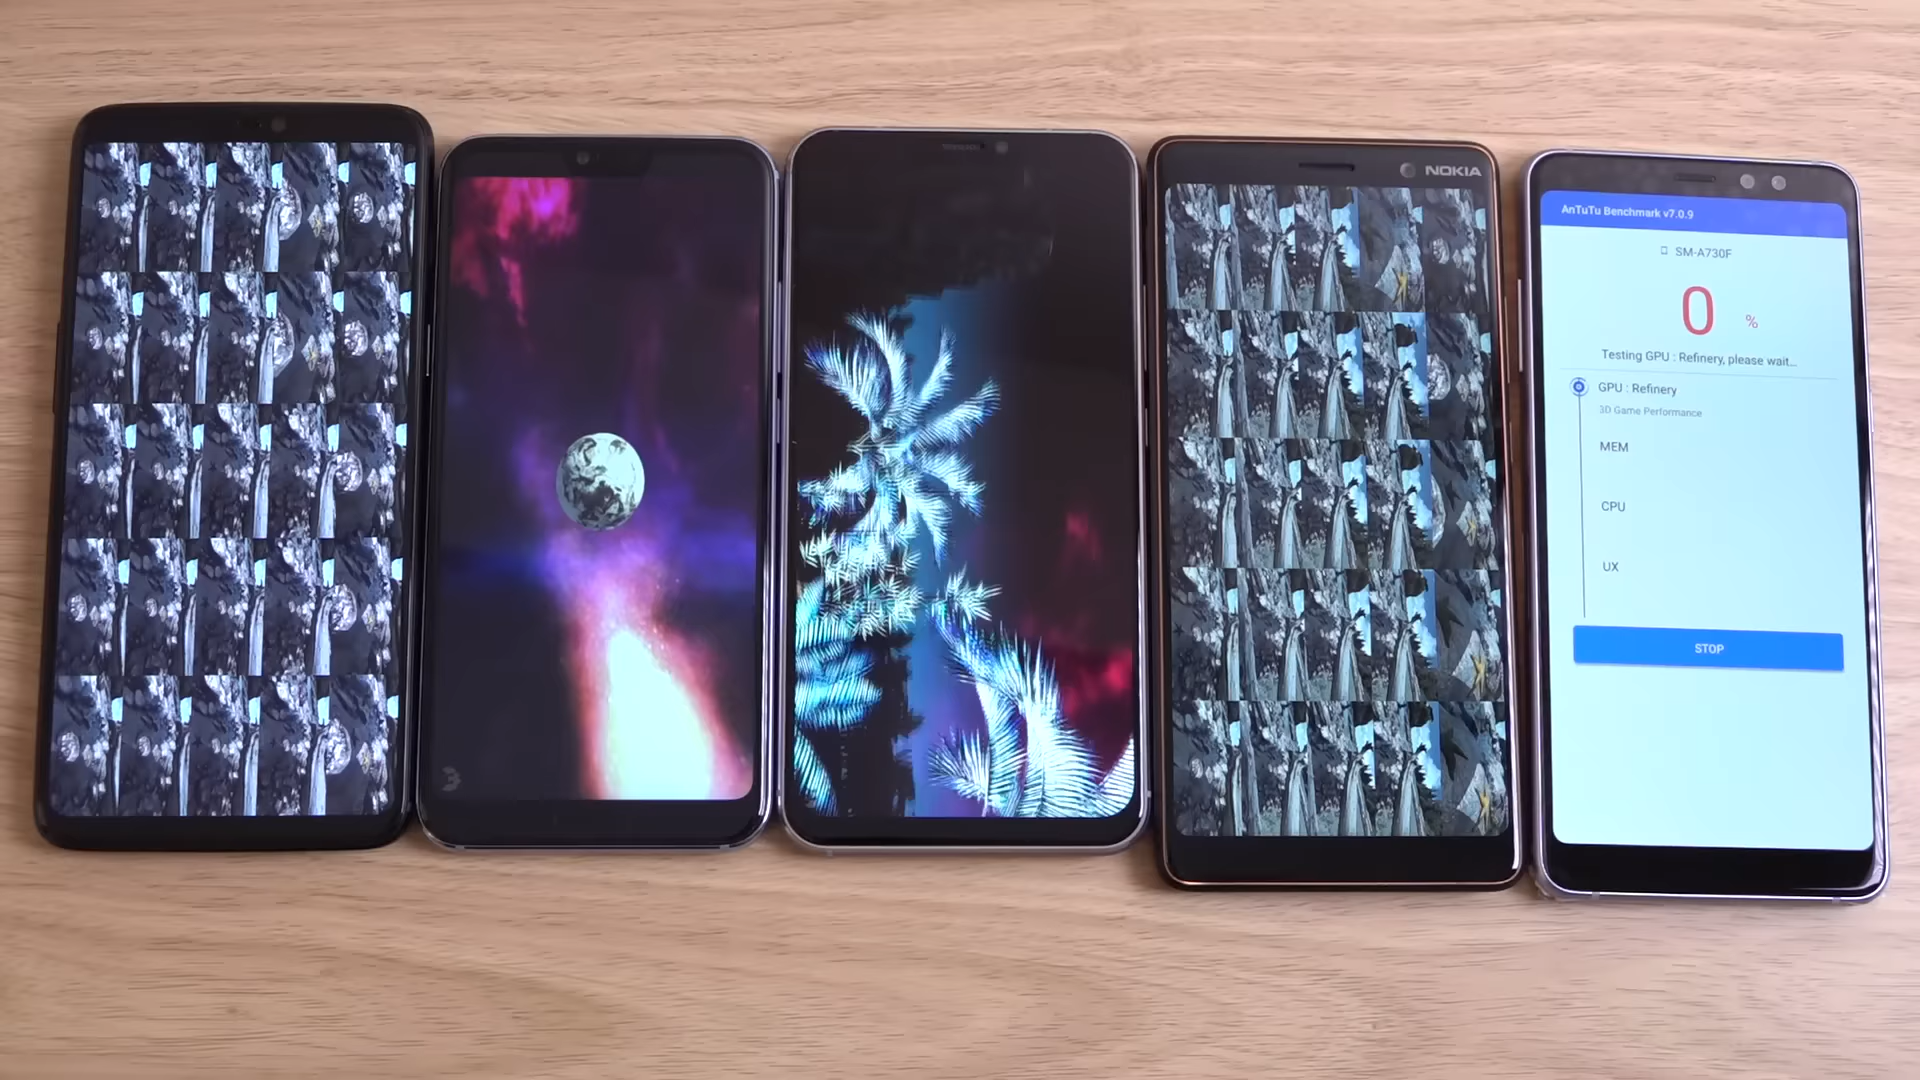 NOKIA
AnTuTu Benchmark v7.0.9
SM-A730F
0 %
Testing GPU : Refinery, please wait...
GPU : Refinery
3D Game Performance
MEM
CPU
UX
STOP